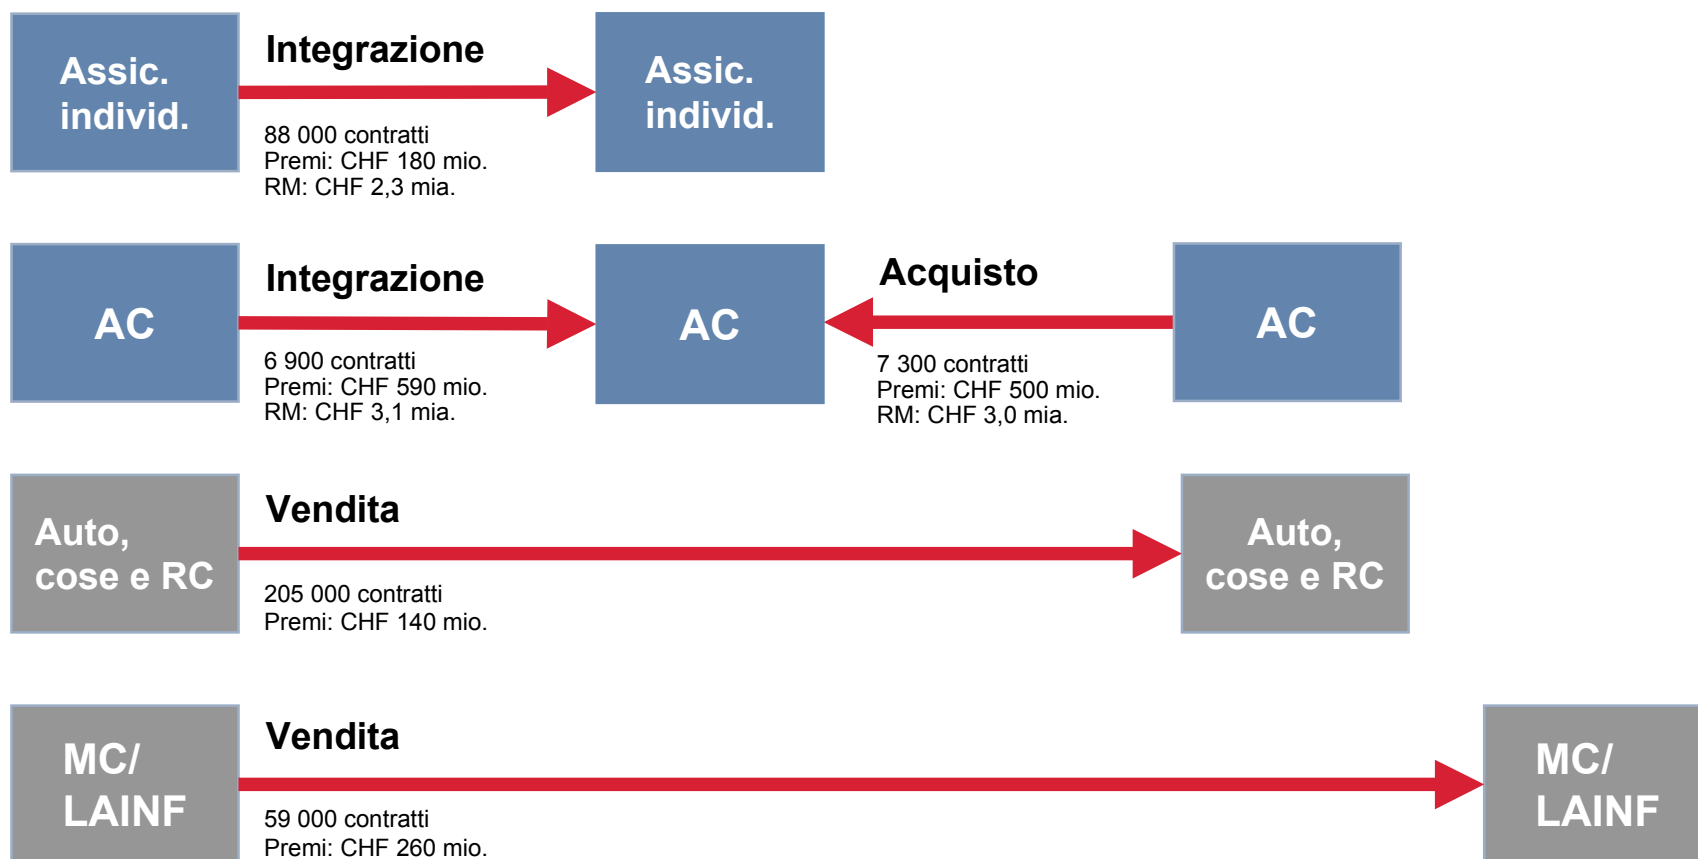 Assic.
individ.
Integrazione
88 000 contratti
Premi: CHF 180 mio.
RM: CHF 2,3 mia.
Assic.
individ.
AC
Integrazione
6 900 contratti
Premi: CHF 590 mio.
RM: CHF 3,1 mia.
AC
Acquisto
7 300 contratti
Premi: CHF 500 mio.
RM: CHF 3,0 mia.
AC
Auto,
cose e RC
Vendita
205 000 contratti
Premi: CHF 140 mio.
Auto,
cose e RC
MC/
LAINF
Vendita
59 000 contratti
Premi: CHF 260 mio.
MC/
LAINF